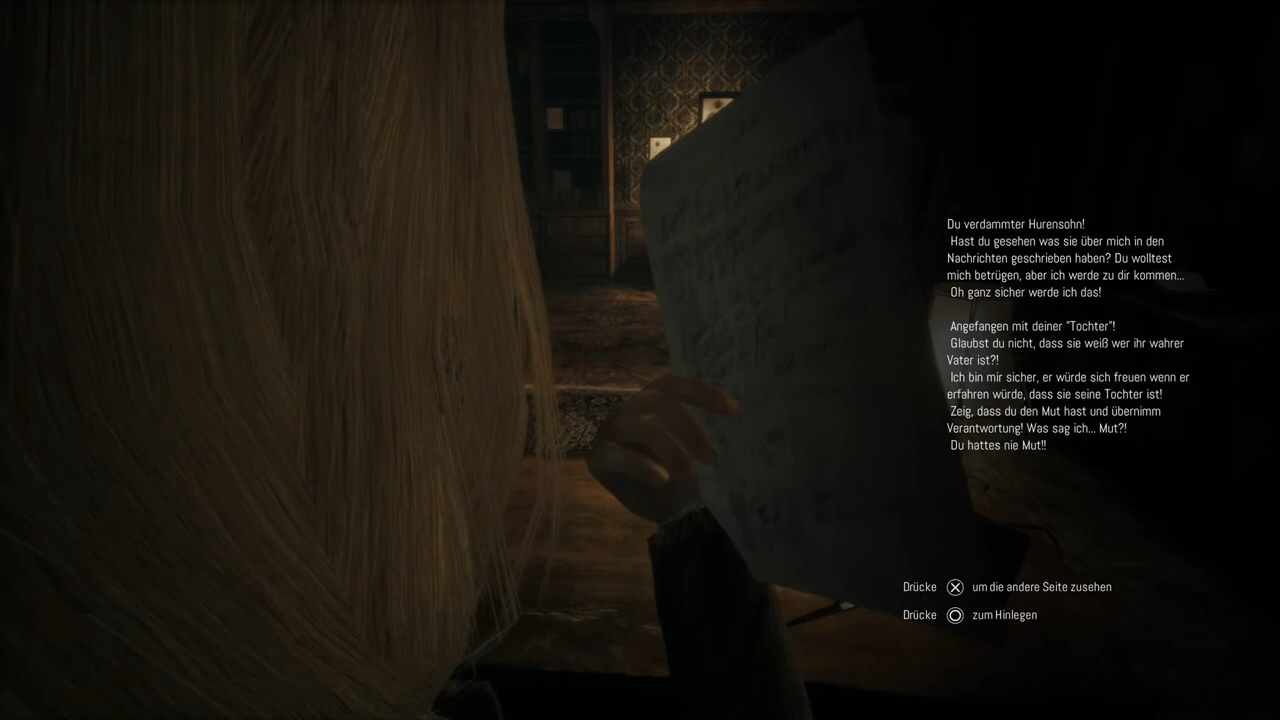 Du verdammter Hurensohn!
Hast du gesehen was sie über mich in den
Nachrichten geschrieben haben? Du wolltest
mich betrügen, aber ich werde zu dir kommen...
Oh ganz sicher werde ich das!
Angefangen mit deiner "Tochter"!
Glaubst du nicht, dass sie weiß wer ihr wahrer
Vater ist?!
Ich bin mir sicher, er würde sich freuen wenn er
erfahren würde, dass sie seine Tochter ist!
Zeig, dass du den Mut hast und übernimm
Verantwortung! Was sag ich... Mut?!
Du hattes nie Mut!!
Drücke um die andere Seite zusehen
Drücke zum Hinlegen